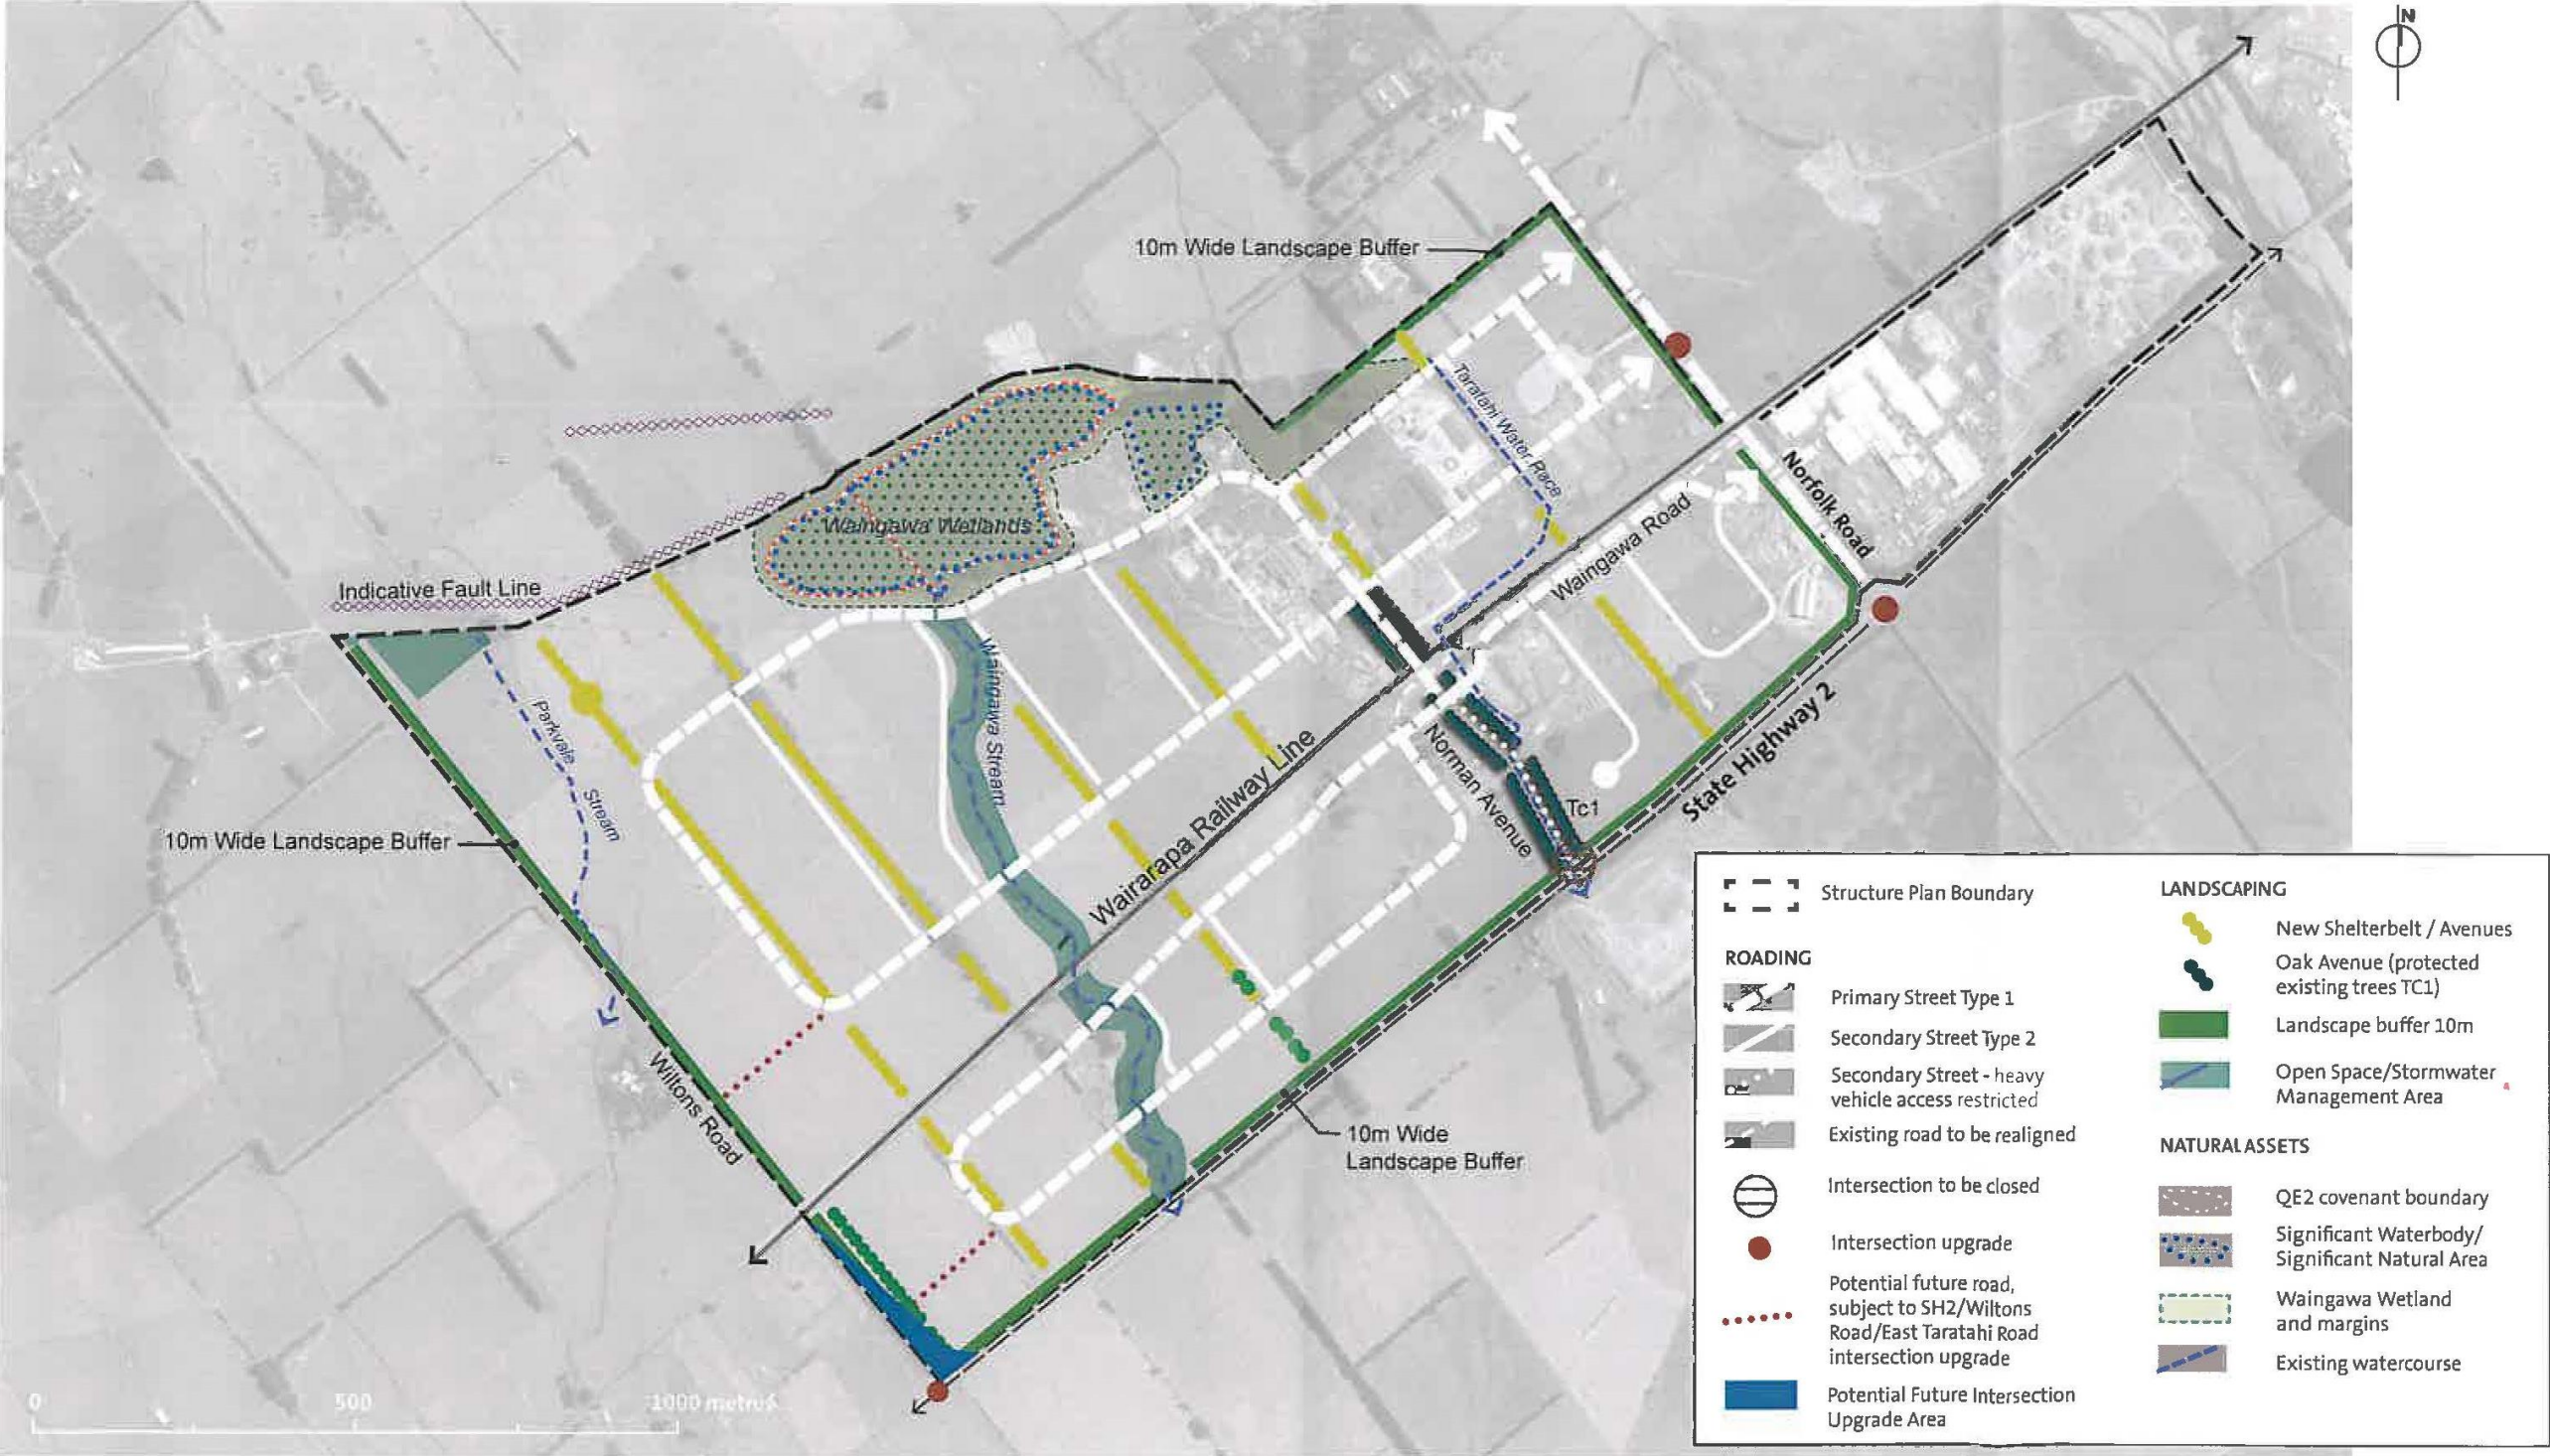 N
10m Wide Landscape Buffer
Taratahi Water Race
Norfolk Road
Waingawa Road
Waingawa Wetlands
Indicative Fault Line
Waingawa Stream
Parkvale
Stream
Norman Avenue
Tc1
State Highway 2
Wairarapa Railway Line
10m Wide Landscape Buffer
Wiltons Road
10m Wide
Landscape Buffer
0
500
1000 metres
Structure Plan Boundary
ROADING
Primary Street Type 1
Secondary Street Type 2
Secondary Street - heavy
vehicle access restricted
Existing road to be realigned
Intersection to be closed
Intersection upgrade
Potential future road,
subject to SH2/Wiltons
Road/East Taratahi Road
intersection upgrade
Potential Future Intersection
Upgrade Area
LANDSCAPING
New Shelterbelt / Avenues
Oak Avenue (protected
existing trees TC1)
Landscape buffer 10m
Open Space/Stormwater
Management Area
NATURAL ASSETS
QE2 covenant boundary
Significant Waterbody/
Significant Natural Area
Waingawa Wetland
and margins
Existing watercourse